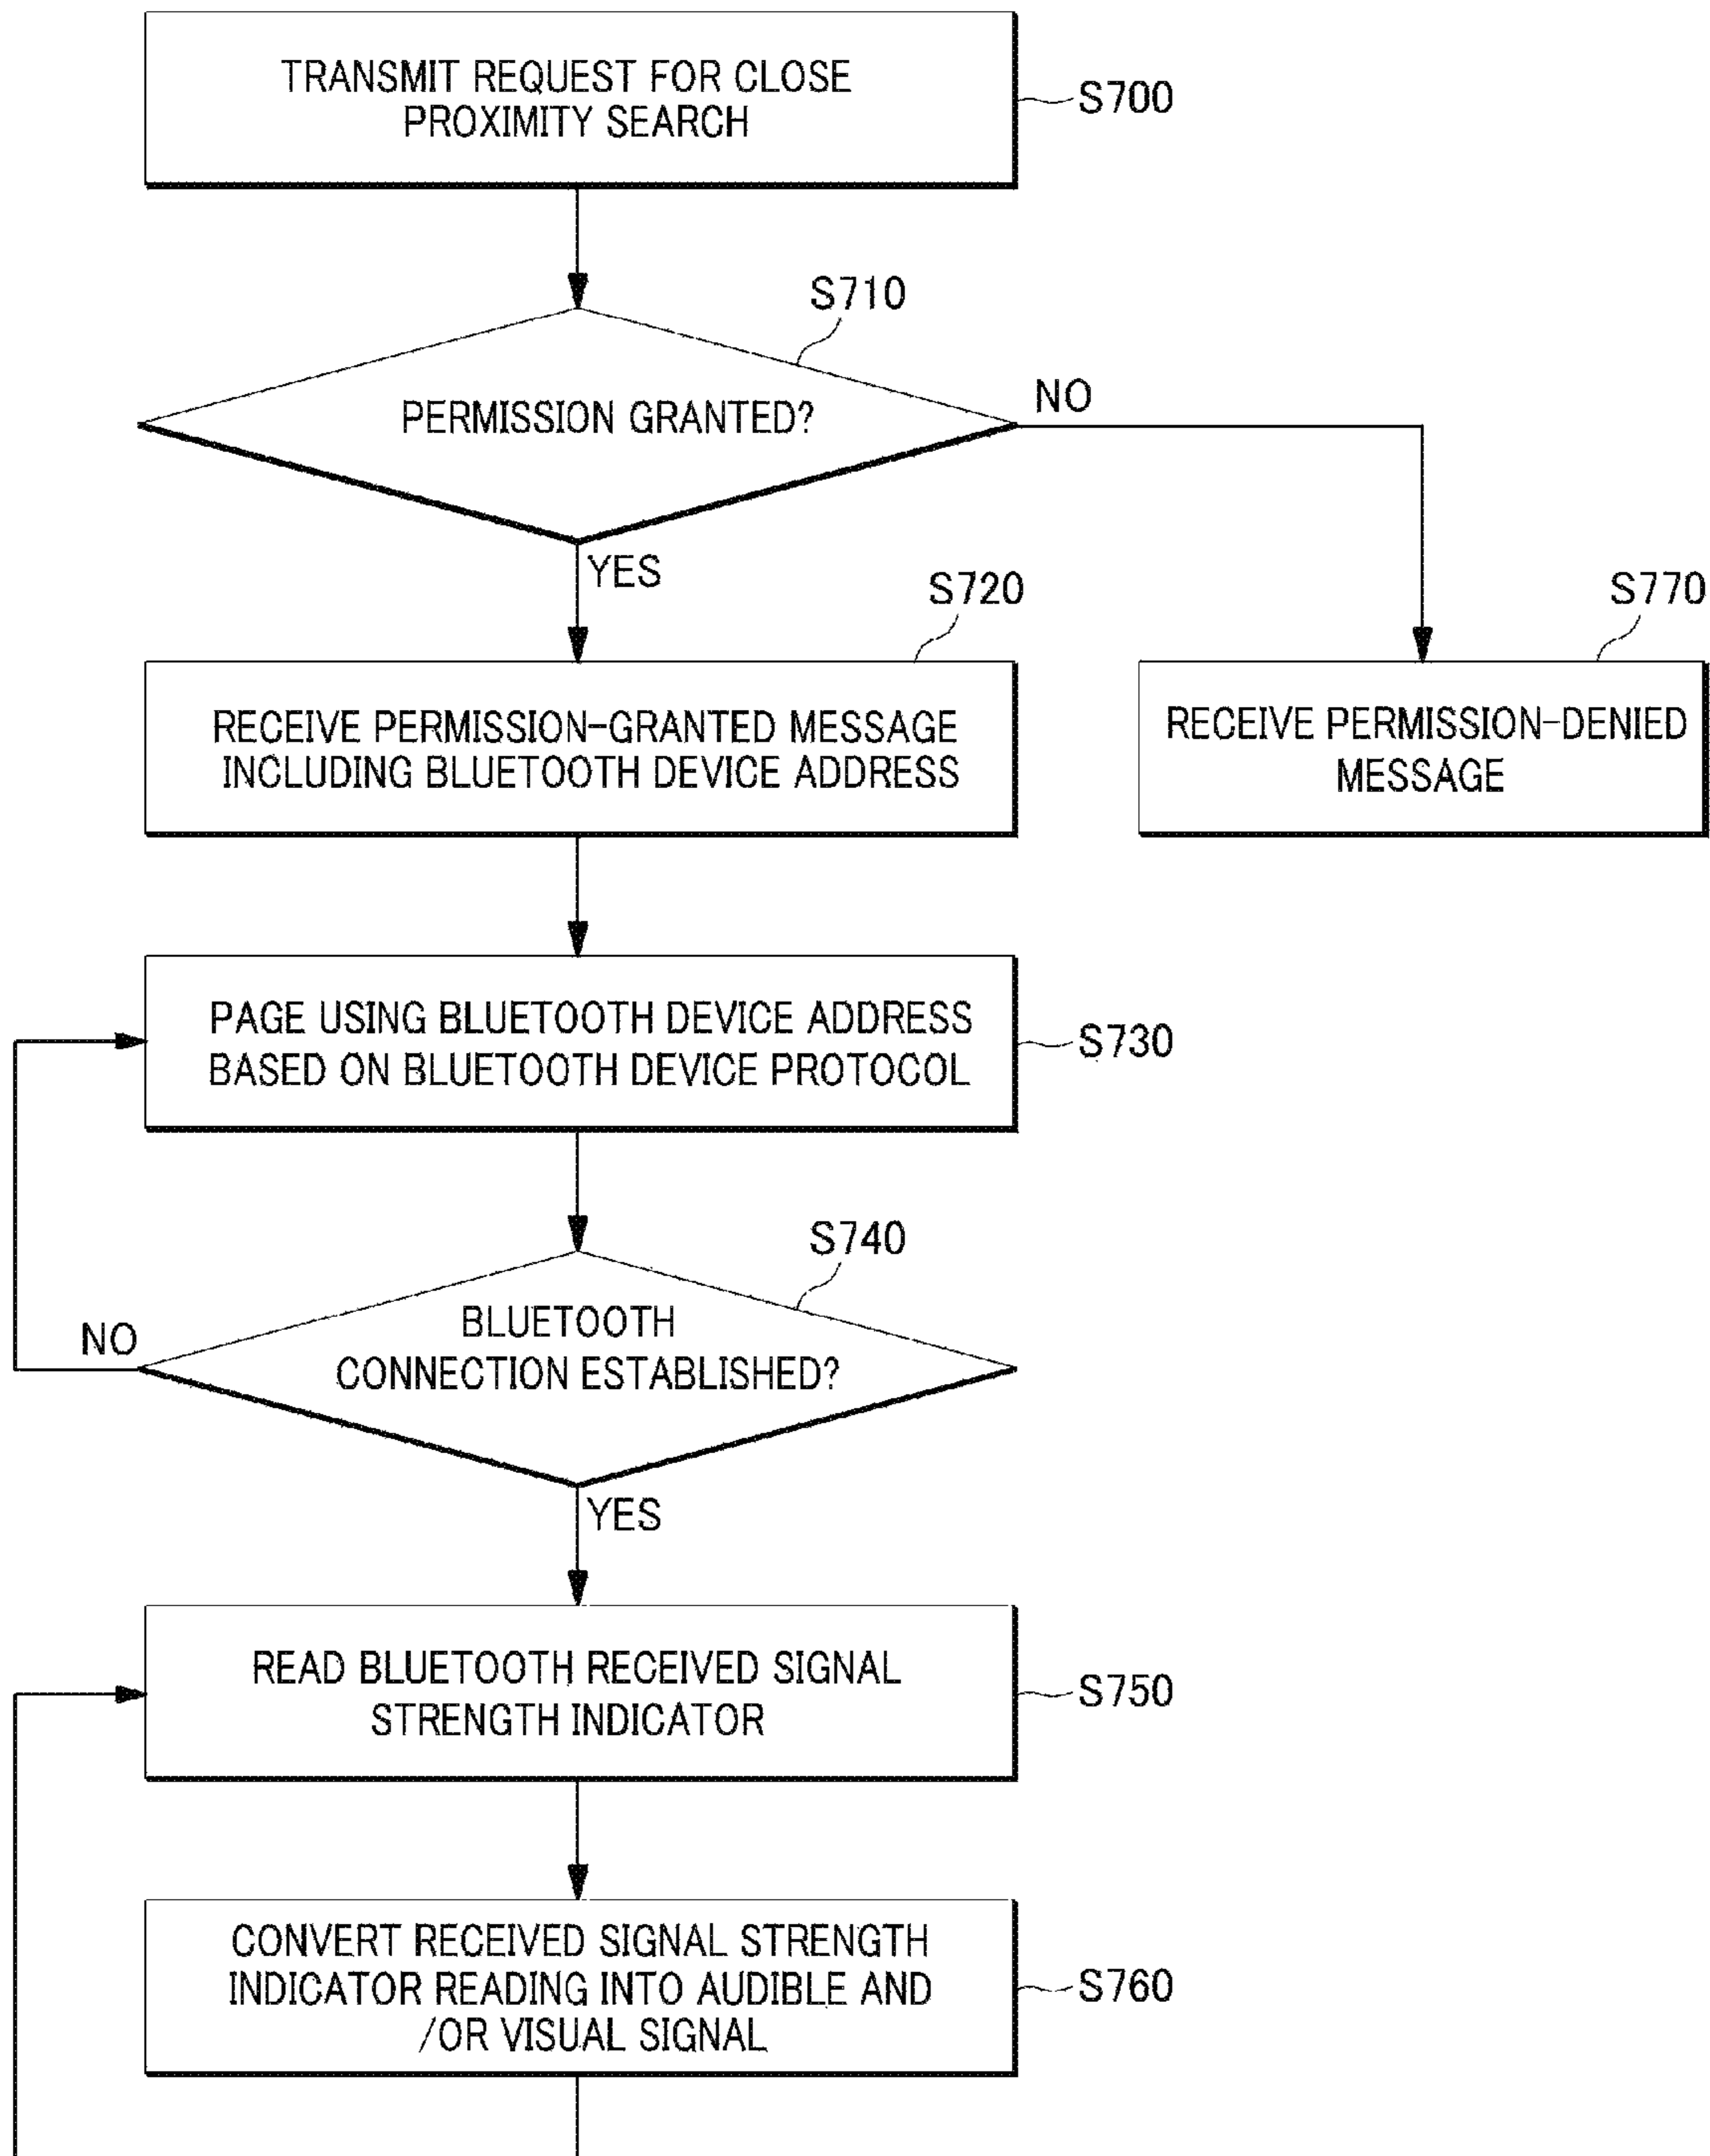 TRANSMIT REQUEST FOR CLOSE
PROXIMITY SEARCH
S700
S710
PERMISSION GRANTED?
NO
YES
S720
S770
RECEIVE PERMISSION-GRANTED MESSAGE
INCLUDING BLUETOOTH DEVICE ADDRESS
RECEIVE PERMISSION-DENIED
MESSAGE
PAGE USING BLUETOOTH DEVICE ADDRESS
BASED ON BLUETOOTH DEVICE PROTOCOL
S730
S740
BLUETOOTH
CONNECTION ESTABLISHED?
NO
YES
READ BLUETOOTH RECEIVED SIGNAL
STRENGTH INDICATOR
S750
CONVERT RECEIVED SIGNAL STRENGTH
INDICATOR READING INTO AUDIBLE AND
/OR VISUAL SIGNAL
S760